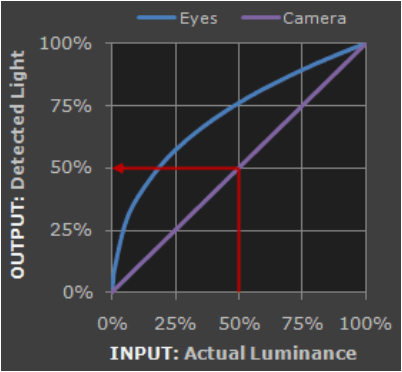 Eyes Camera
100%
75%
50%
25%
0%
OUTPUT: Detected Light
0% 25% 50% 75% 100%
INPUT: Actual Luminance